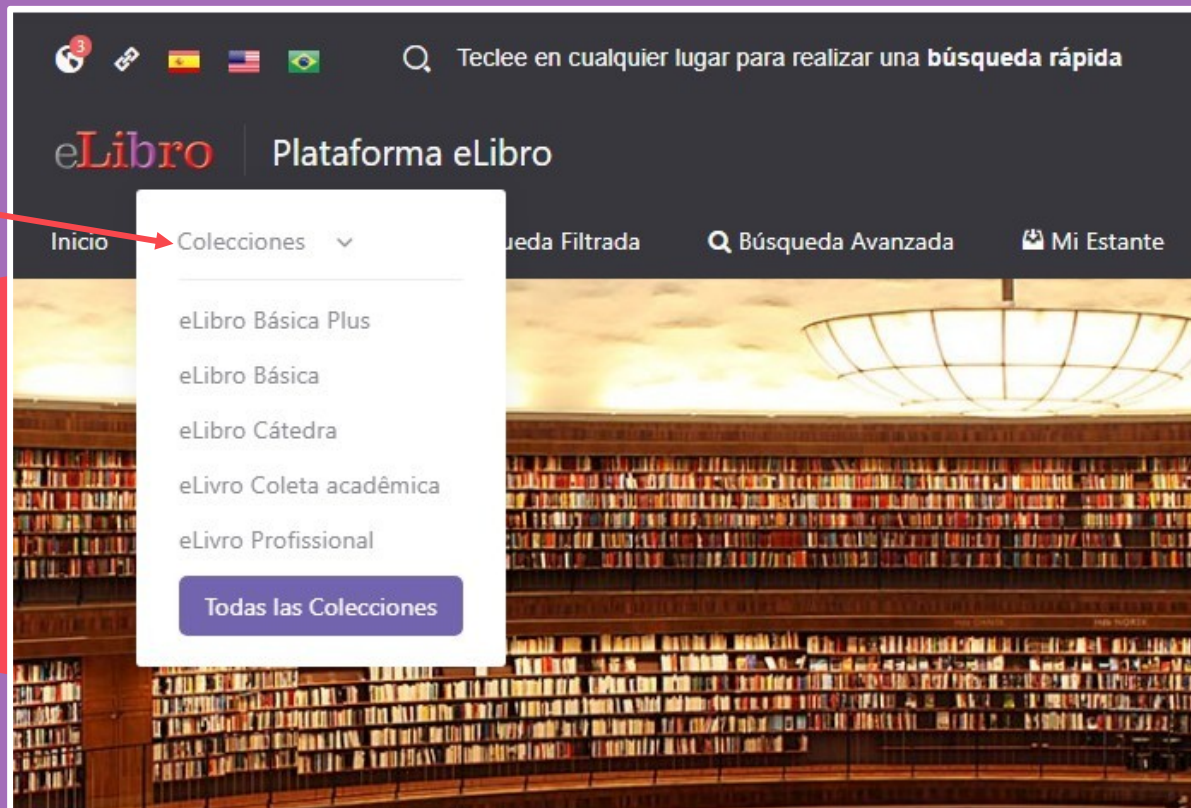 3
Teclee en cualquier lugar para realizar una búsqueda rápida
eLibro Plataforma eLibro
Inicio Colecciones ueda Filtrada Búsqueda Avanzada Mi Estante
eLibro Básica Plus
eLibro Básica
eLibro Cátedra
eLivro Coleta acadêmica
eLivro Profissional
Todas las Colecciones